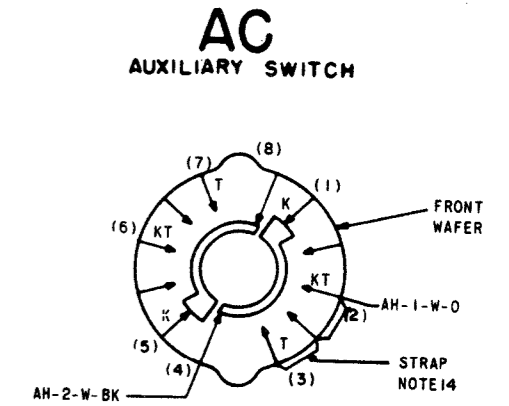 AC
AUXILIARY SWITCH
(7) (8)
T
K (1)
FRONT
WAFER
(6) KT
KT
AH-1-W-O
(2)
K
(5) T
(4) (3)
STRAP
NOTE 14
AH-2-W-BK